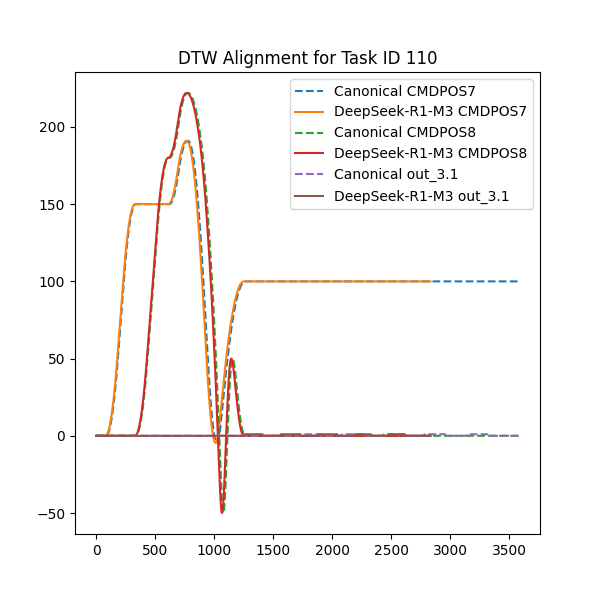 DTW Alignment for Task ID 110
Canonical CMDPOS7
DeepSeek-R1-M3 CMDPOS7
Canonical CMDPOS8
DeepSeek-R1-M3 CMDPOS8
Canonical out_3.1
DeepSeek-R1-M3 out_3.1
200
150
100
50
0
−50
0 500 1000 1500 2000 2500 3000 3500